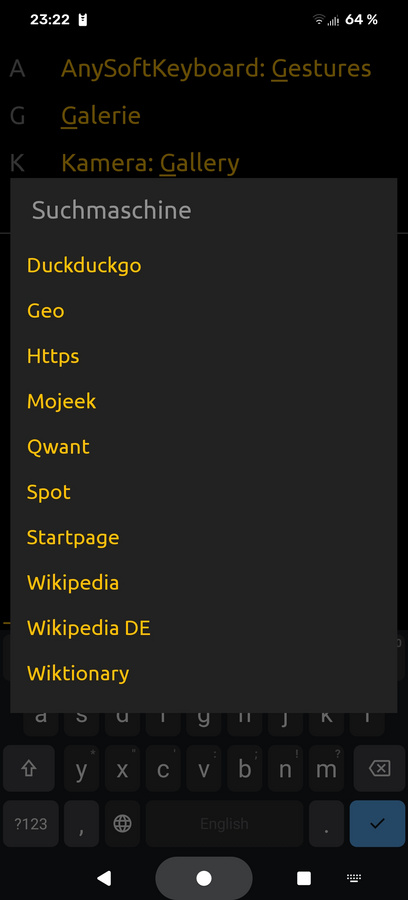 23:22 64 %
A AnySoftKeyboard: Gestures
G Galerie
K Kamera: Gallery
Suchmaschine
Duckduckgo
Geo
Https
Mojeek
Qwant
Spot
Startpage
Wikipedia
Wikipedia DE
Wiktionary
a s d f g h j k l
y x c v b n m
?123 , English .